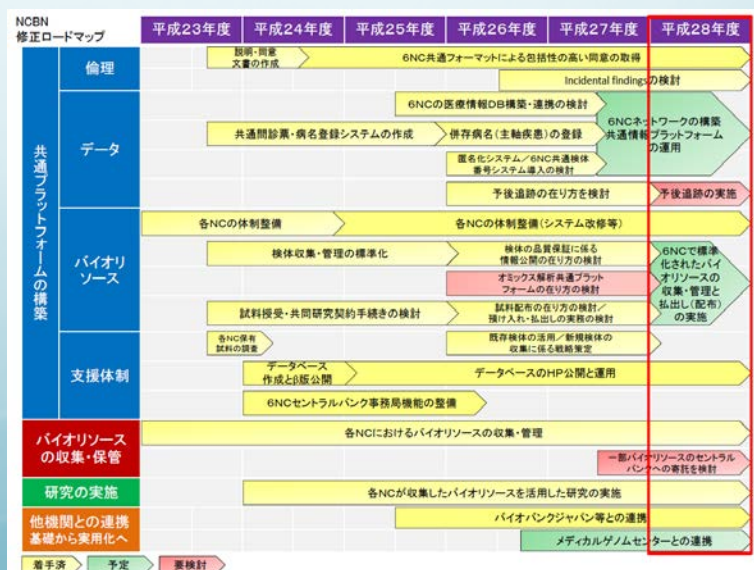 NCBN
修正ロードマップ
平成23年度
平成24年度
平成25年度
平成26年度
平成27年度
平成28年度
共通プラットフォームの構築
倫理
説明・同意
文書の作成
6NC共通フォーマットによる包括性の高い同意の取得
Incidental findingsの検討
データ
6NCの医療情報DB構築・連携の検討
6NCネットワークの構築
共通情報プラットフォーム
の運用
共通問診票・病名登録システムの作成
併存病名(主軸疾患)の登録
匿名化システム/6NC共通検体
番号システム導入の検討
予後追跡の在り方を検討
予後追跡の実施
バイオリ
ソース
各NCの体制整備
各NCの体制整備(システム改修等)
検体収集・管理の標準化
検体の品質保証に係る
情報公開の在り方の検討
6NCで標準
化されたバイ
オリソースの
収集・管理と
払出し(配布)
の実施
オミックス解析共通プラット
フォームの在り方の検討
試料授受・共同研究契約手続きの検討
試料配布の在り方の検討/
預け入れ・払出しの実務の検討
支援体制
各NC保有
試料の調査
既存検体の活用/新規検体の
収集に係る戦略策定
データベース
作成とβ版公開
データベースのHP公開と運用
6NCセントラルバンク事務局機能の整備
バイオリソース
の収集・保管
各NCにおけるバイオリソースの収集・管理
一部バイオリソースのセントラル
バンクへの寄託を検討
研究の実施
各NCが収集したバイオリソースを活用した研究の実施
他機関との連携
基礎から実用化へ
バイオバンクジャパン等との連携
メディカルゲノムセンターとの連携
着手済
予定
要検討